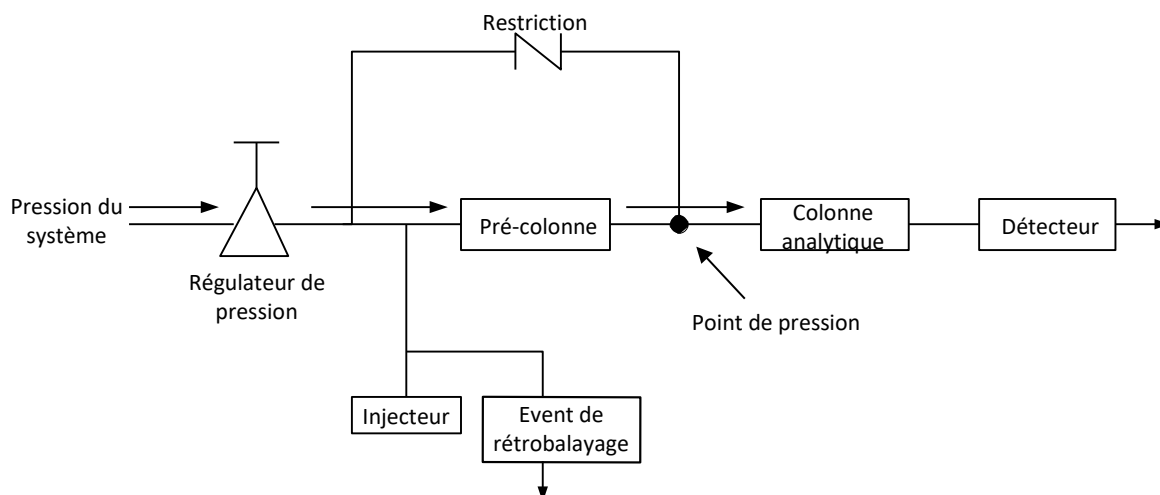 Restriction
Pression du
système
Pré-colonne
Colonne
analytique
Détecteur
Régulateur de
pression
Point de pression
Injecteur
Event de
rétrobalayage